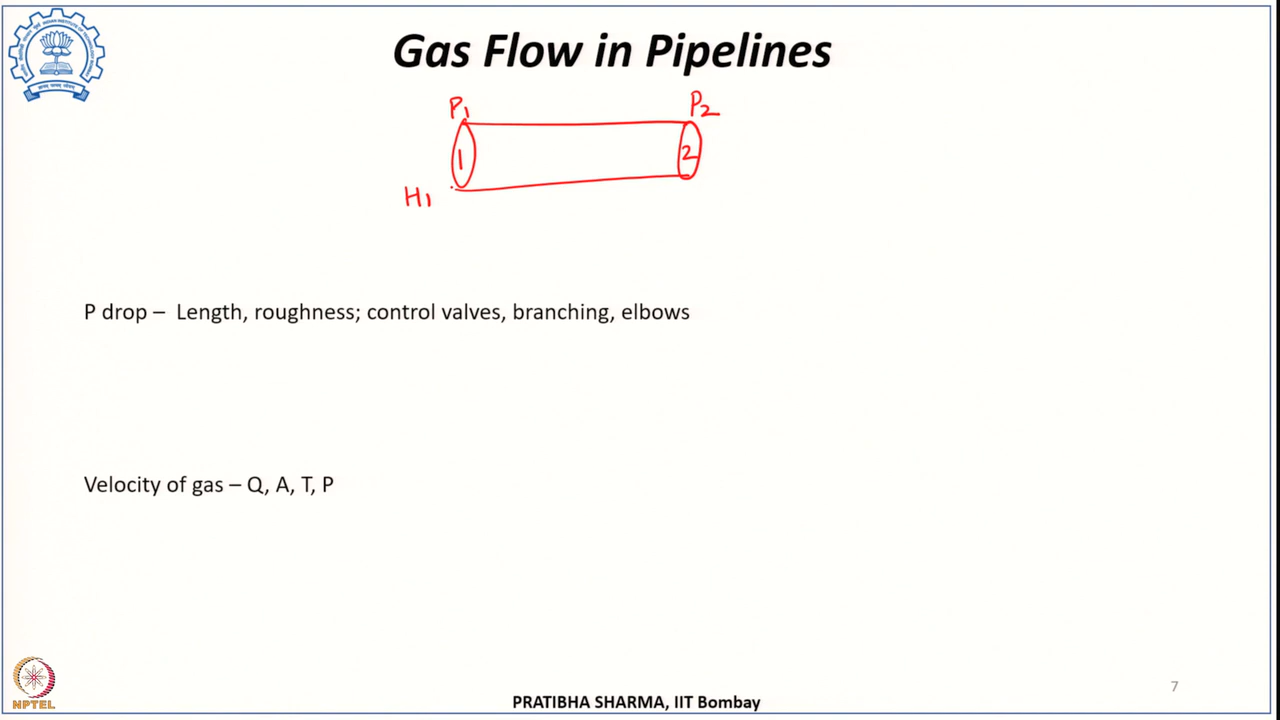 Gas Flow in Pipelines
P1 P2
1 2
H1
P drop – Length, roughness; control valves, branching, elbows
Velocity of gas – Q, A, T, P
7
NPTEL
PRATIBHA SHARMA, IIT Bombay